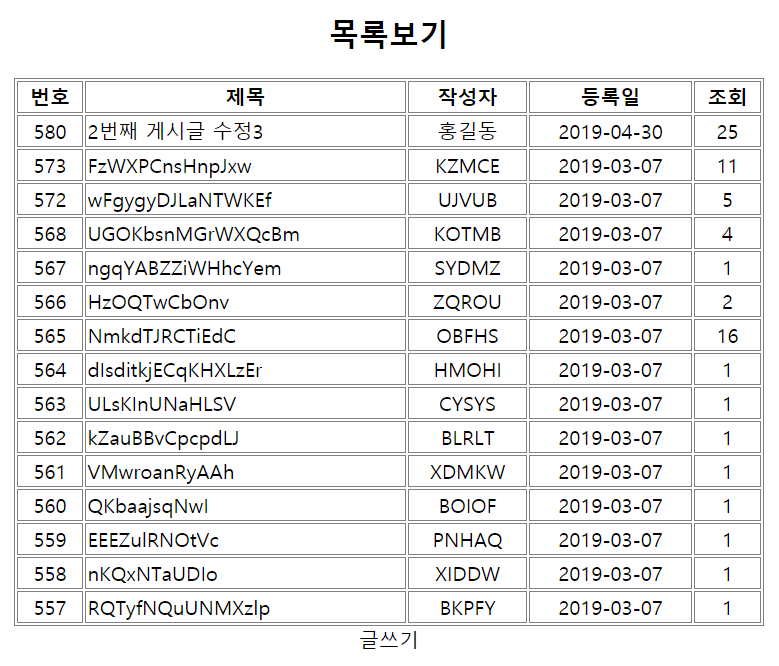 목록보기
번호 제목 작성자 등록일 조회
580 2번째 게시글 수정3 홍길동 2019-04-30 25
573 FzWXPCnsHnpJxw KZMCE 2019-03-07 11
572 wFgygyDJLaNTWKEf UJVUB 2019-03-07 5
568 UGOKbsnMGrWXQcBm KOTMB 2019-03-07 4
567 ngqYABZZiWHhcYem SYDMZ 2019-03-07 1
566 HzOQTwCbOnv ZQROU 2019-03-07 2
565 NmkdTJRCTiEdC OBFHS 2019-03-07 16
564 dIsditkjECqKHXLzEr HMOHI 2019-03-07 1
563 ULsKInUNaHLSV CYSYS 2019-03-07 1
562 kZauBBvCpcpdLJ BLRLT 2019-03-07 1
561 VMwroanRyAAh XDMKW 2019-03-07 1
560 QKbaajsqNwI BOIOF 2019-03-07 1
559 EEEZulRNOtVc PNHAQ 2019-03-07 1
558 nKQxNTaUDIo XIDDW 2019-03-07 1
557 RQTyfNQuUNMXzlp BKPFY 2019-03-07 1
글쓰기